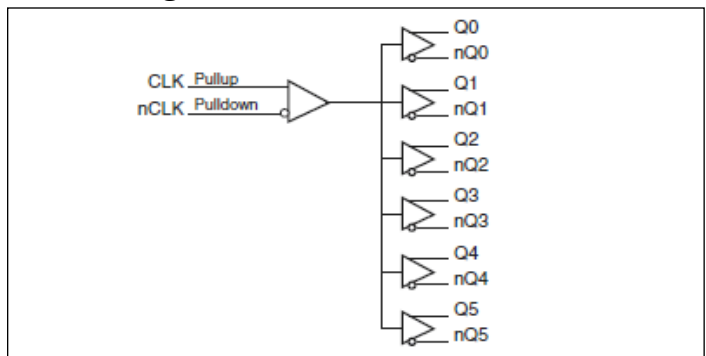 Q0
nQ0
CLK Pullup
nCLK Pulldown
Q1
nQ1
Q2
nQ2
Q3
nQ3
Q4
nQ4
Q5
nQ5